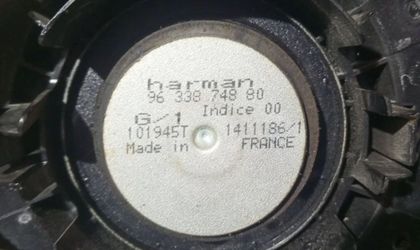 harman
96 338 748 80
Indice 00
G/1
101945T 1411186/1
Made in FRANCE